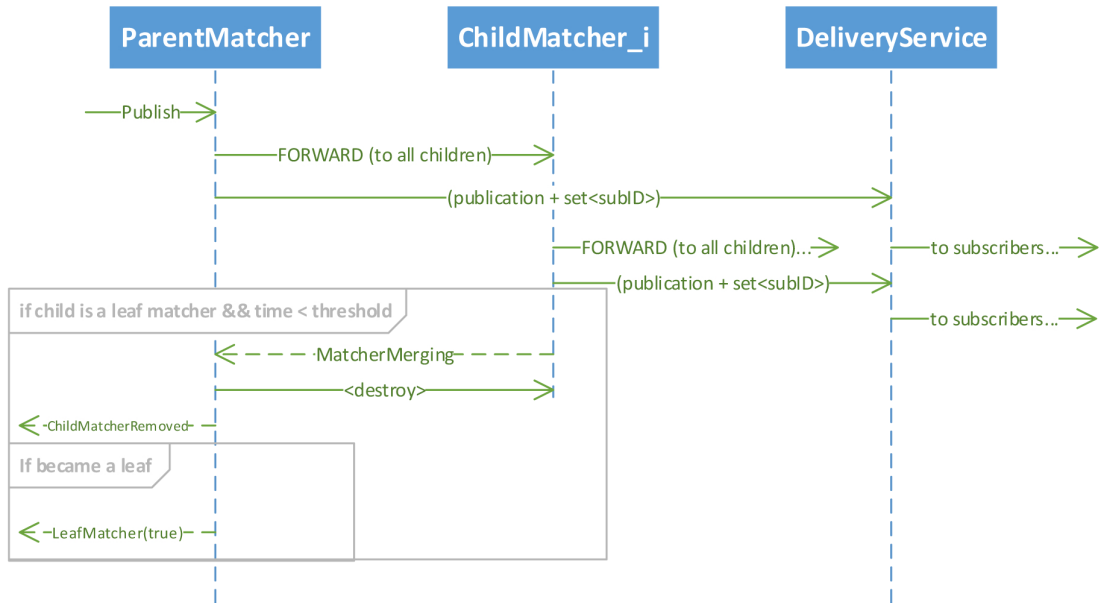 ParentMatcher
ChildMatcher_i
DeliveryService
Publish
FORWARD (to all children)
(publication + set<subID>)
FORWARD (to all children)...
to subscribers...
(publication + set<subID>)
if child is a leaf matcher && time < threshold
to subscribers...
MatcherMerging
<destroy>
ChildMatcherRemoved
If became a leaf
LeafMatcher(true)